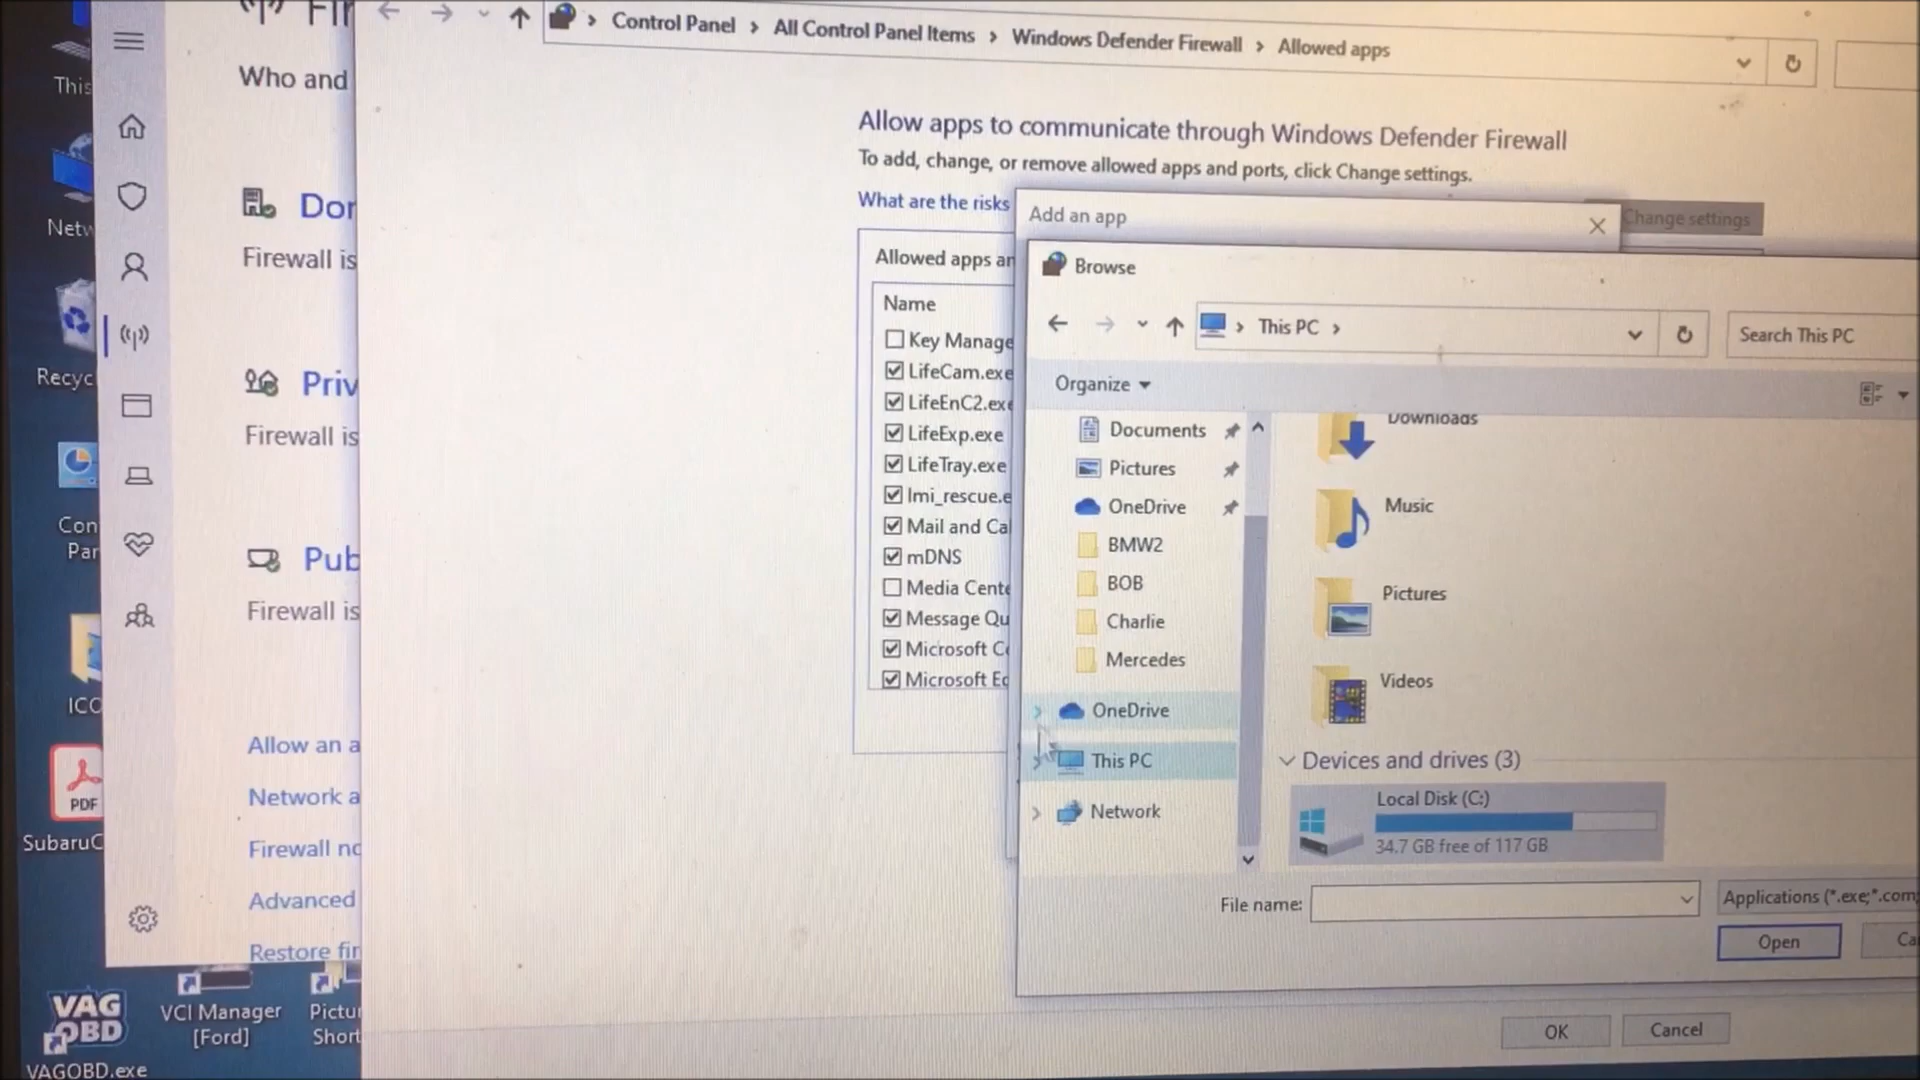 Control Panel > All Control Panel Items > Windows Defender Firewall > Allowed apps
This
Who and
Allow apps to communicate through Windows Defender Firewall
To add, change, or remove allowed apps and ports, click Change settings.
What are the risks
Change settings
Add an app
Netw
Dor
Firewall is
Allowed apps an
Browse
Name
This PC >
Search This PC
Key Manage
LifeCam.exe
LifeEnC2.exe
LifeExp.exe
LifeTray.exe
lmi_rescue.e
Mail and Cal
mDNS
Media Cente
Message Qu
Microsoft Co
Microsoft Ed
Organize
Recyc
Priv
Firewall is
Documents
Pictures
OneDrive
BMW2
BOB
Charlie
Mercedes
OneDrive
This PC
Network
Downloads
Music
Pictures
Videos
Devices and drives (3)
Local Disk (C:)
34.7 GB free of 117 GB
Con
Par
Pub
Firewall is
ICO
Allow an a
Network a
Firewall no
Advanced
Restore fir
PDF
SubaruC
File name:
Applications (*.exe;*.com;
Open
Ca
OK
Cancel
VAG
OBD
VAGOBD.exe
VCI Manager
[Ford]
Pictur
Short